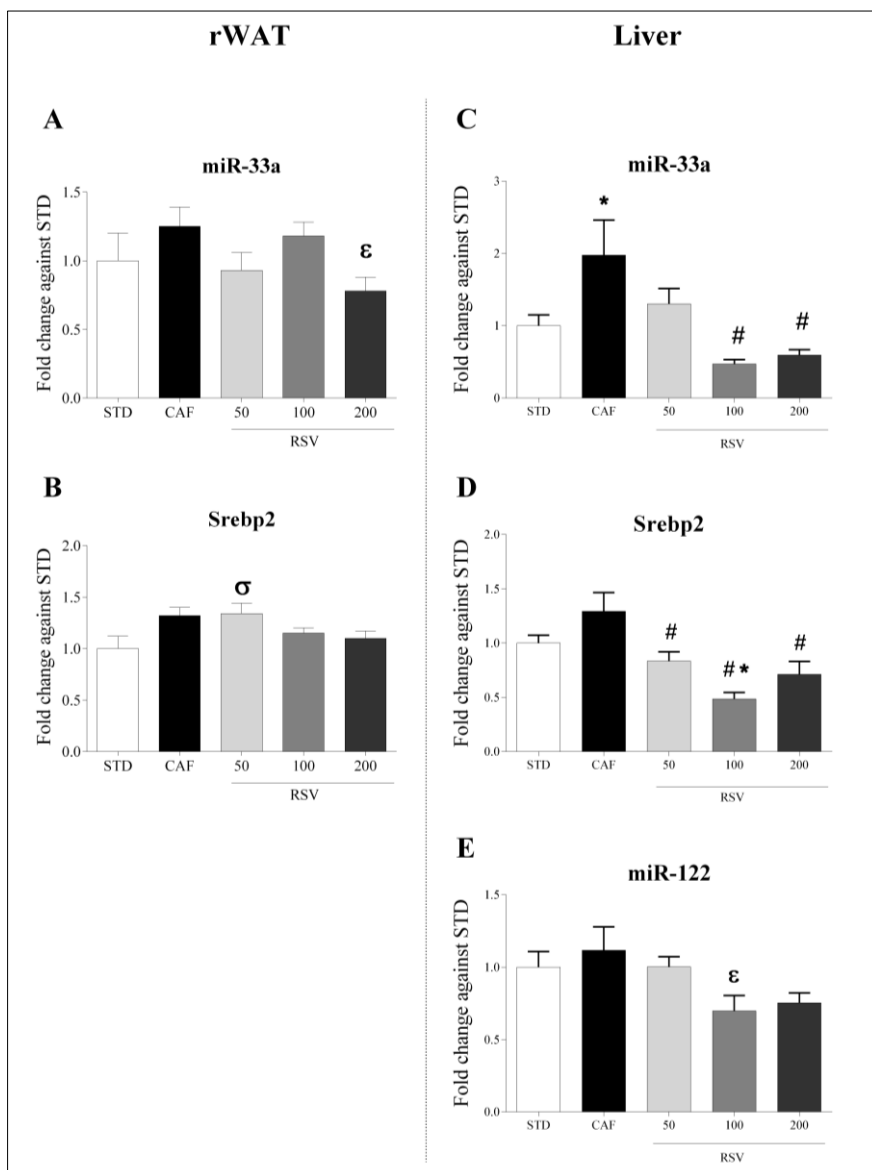 rWAT
Liver
A
miR-33a
Fold change against STD
1.5
1.0
0.5
0.0
ε
STD CAF 50 100 200
RSV
B
Srebp2
Fold change against STD
2.0
1.5
1.0
0.5
0.0
σ
STD CAF 50 100 200
RSV
C
miR-33a
Fold change against STD
3
2
1
0
*
#
#
STD CAF 50 100 200
RSV
D
Srebp2
Fold change against STD
2.0
1.5
1.0
0.5
0.0
#
#*
#
STD CAF 50 100 200
RSV
E
miR-122
Fold change against STD
1.5
1.0
0.5
0.0
ε
STD CAF 50 100 200
RSV